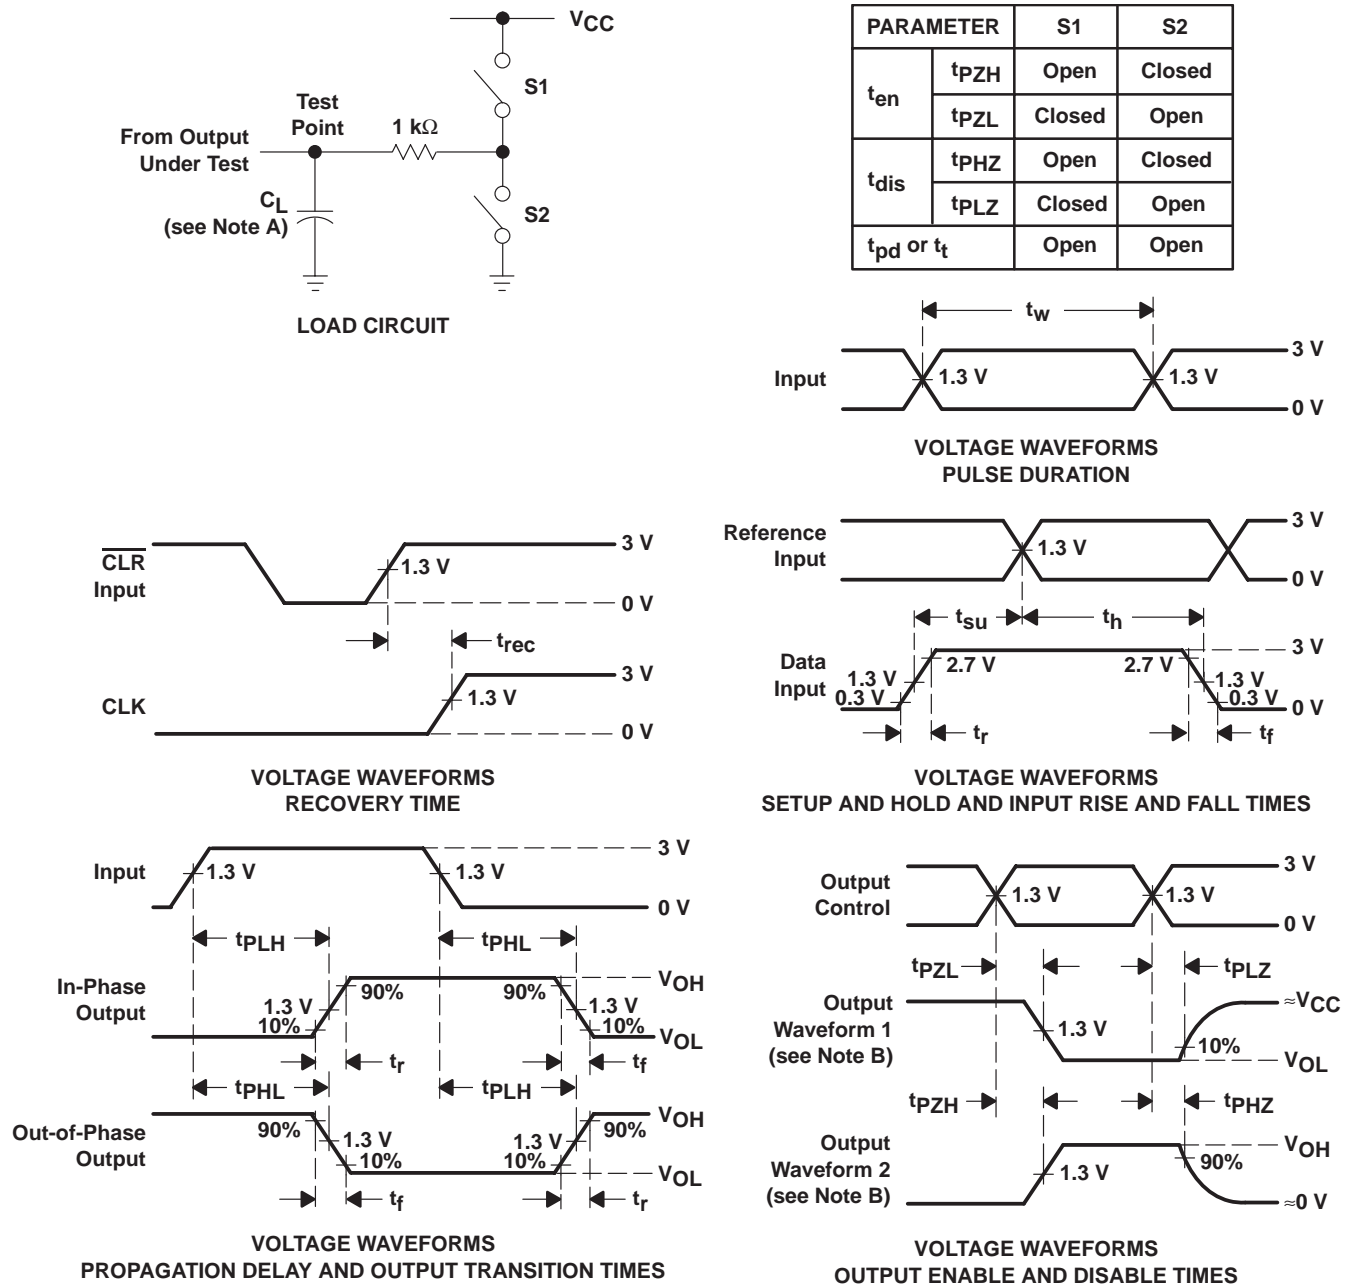 VCC
S1
Test
Point
1 kΩ
From Output
Under Test
CL
(see Note A)
S2
LOAD CIRCUIT
PARAMETER S1 S2
ten tPZH Open Closed
tPZL Closed Open
tdis tPHZ Open Closed
tPLZ Closed Open
tpd or tt Open Open
tw
3 V
Input 1.3 V 1.3 V
0 V
VOLTAGE WAVEFORMS
PULSE DURATION
CLR
Input
3 V
1.3 V
0 V
trec
CLK
3 V
1.3 V
0 V
VOLTAGE WAVEFORMS
RECOVERY TIME
Reference
Input
3 V
1.3 V
0 V
tsu th
Data
Input
3 V
2.7 V 2.7 V
1.3 V 1.3 V
0.3 V 0.3 V
0 V
tr tf
VOLTAGE WAVEFORMS
SETUP AND HOLD AND INPUT RISE AND FALL TIMES
3 V
Input 1.3 V 1.3 V
0 V
tPLH tPHL
In-Phase
Output
VOH
90% 90%
1.3 V 1.3 V
10% 10%
VOL
tr tf
tPHL tPLH
Out-of-Phase
Output
VOH
90% 90%
1.3 V 1.3 V
10% 10%
VOL
tf tr
VOLTAGE WAVEFORMS
PROPAGATION DELAY AND OUTPUT TRANSITION TIMES
Output
Control
3 V
1.3 V 1.3 V
0 V
tPZL tPLZ
Output
Waveform 1
(see Note B)
≈VCC
1.3 V
10%
VOL
tPZH tPHZ
Output
Waveform 2
(see Note B)
VOH
90%
1.3 V
≈0 V
VOLTAGE WAVEFORMS
OUTPUT ENABLE AND DISABLE TIMES